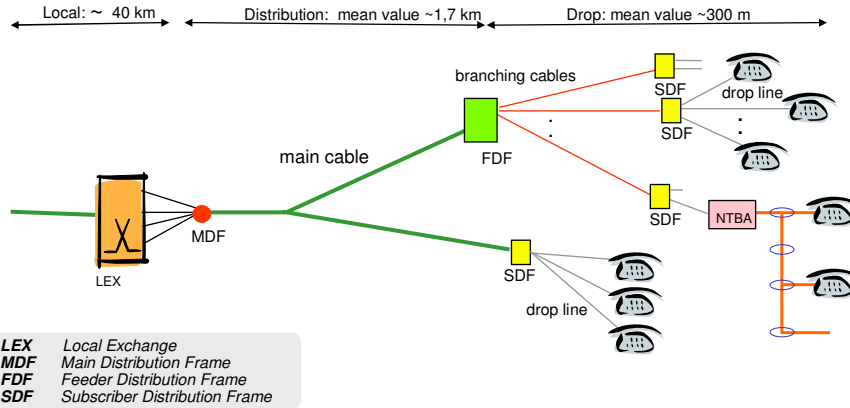 Local: ~ 40 km
Distribution: mean value ~1,7 km
Drop: mean value ~300 m
branching cables
SDF
drop line
SDF
main cable
FDF
SDF
NTBA
MDF
SDF
LEX
drop line
LEX Local Exchange
MDF Main Distribution Frame
FDF Feeder Distribution Frame
SDF Subscriber Distribution Frame